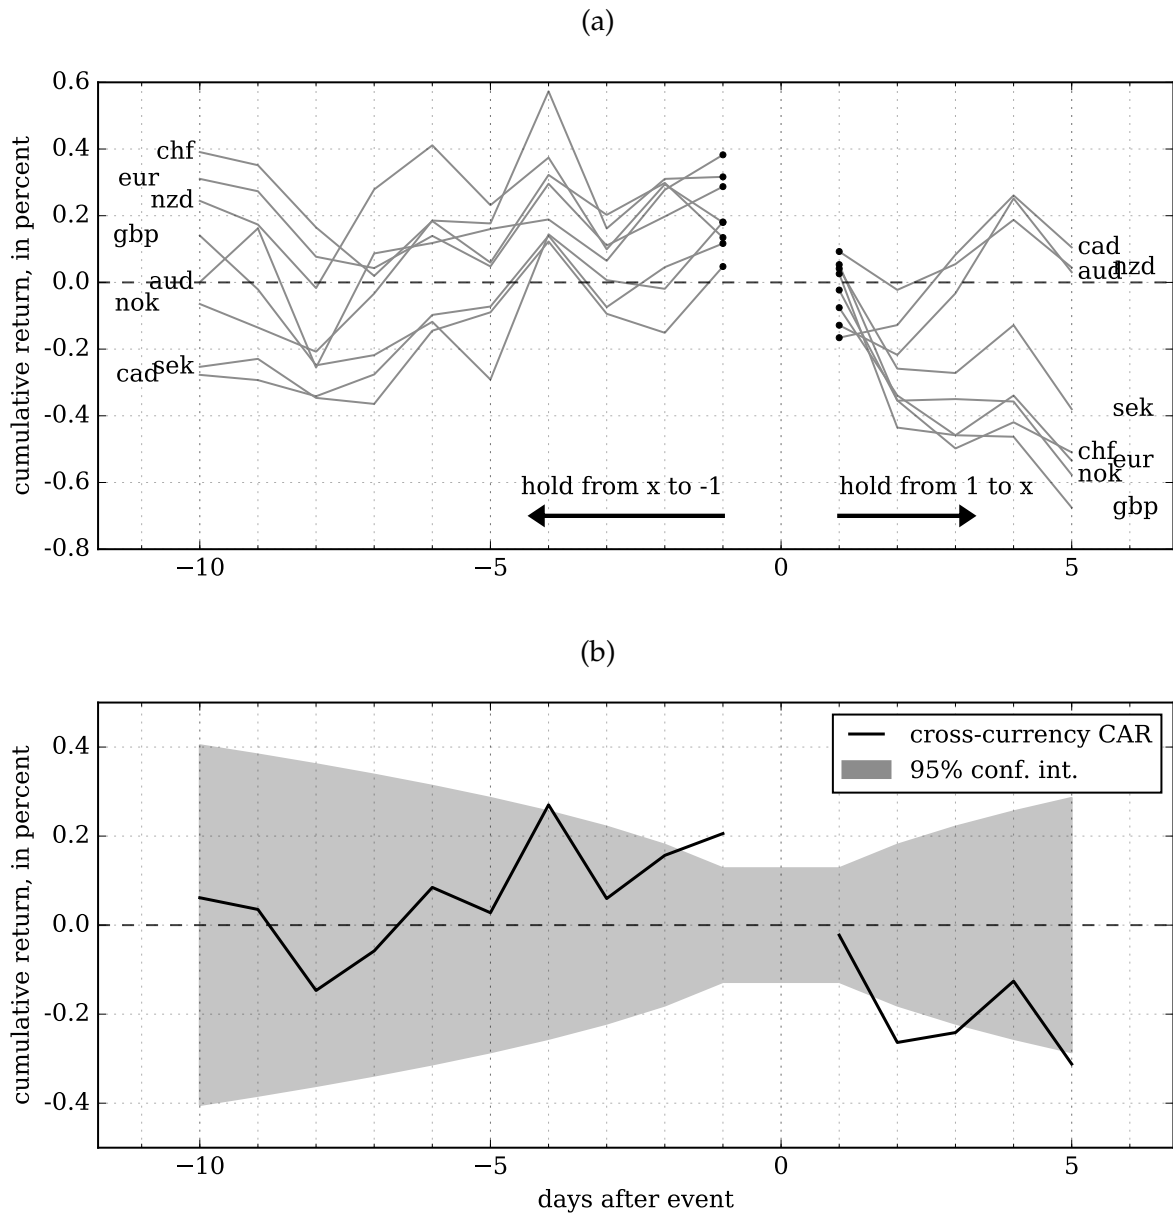 (a)
cumulative return, in percent
0.6
0.4
0.2
0.0
-0.2
-0.4
-0.6
-0.8
chf
eur
nzd
gbp
aud
nok
sek
cad
cad
aud
nzd
sek
chf
eur
nok
gbp
hold from x to -1
hold from 1 to x
−10
−5
0
5
(b)
cumulative return, in percent
0.4
0.2
0.0
-0.2
-0.4
cross-currency CAR
95% conf. int.
−10
−5
0
5
days after event